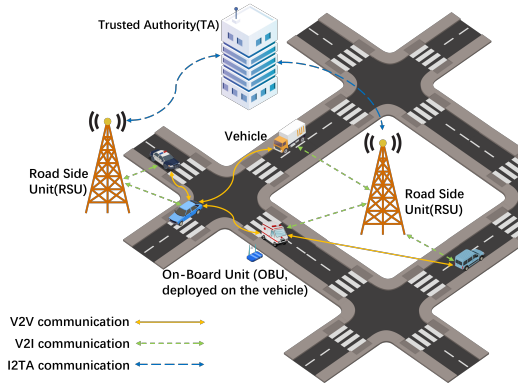 Trusted Authority(TA)
Vehicle
Road Side
Unit(RSU)
Road Side
Unit(RSU)
On-Board Unit (OBU,
deployed on the vehicle)
V2V communication
V2I communication
I2TA communication